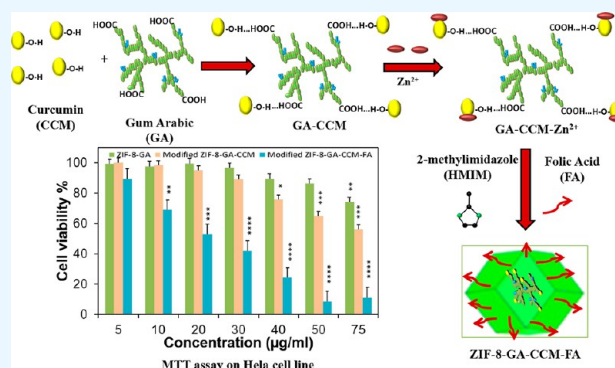 HOOC
HOOC
COOH...H-O-
-O-H...HOOC
COOH...H-O-
-O-H...HOOC
-O-H
-O-H
-O-H
-O-H
+
HOOC
COOH
Zn²⁺
COOH...H-O-
-O-H...HOOC
COOH...H-O-
-O-H...HOOC
Curcumin
(CCM)
Gum Arabic
(GA)
GA-CCM
GA-CCM-Zn²⁺
2-methylimidazole
(HMIM)
Folic Acid
(FA)
ZIF-8-GA
Modified ZIF-8-GA-CCM
Modified ZIF-8-GA-CCM-FA
Cell viability %
100
80
60
40
20
0
**
***
****
*
****
***
****
**
****
****
5
10
20
30
40
50
75
Concentration (µg/ml)
MTT assay on Hela cell line
ZIF-8-GA-CCM-FA